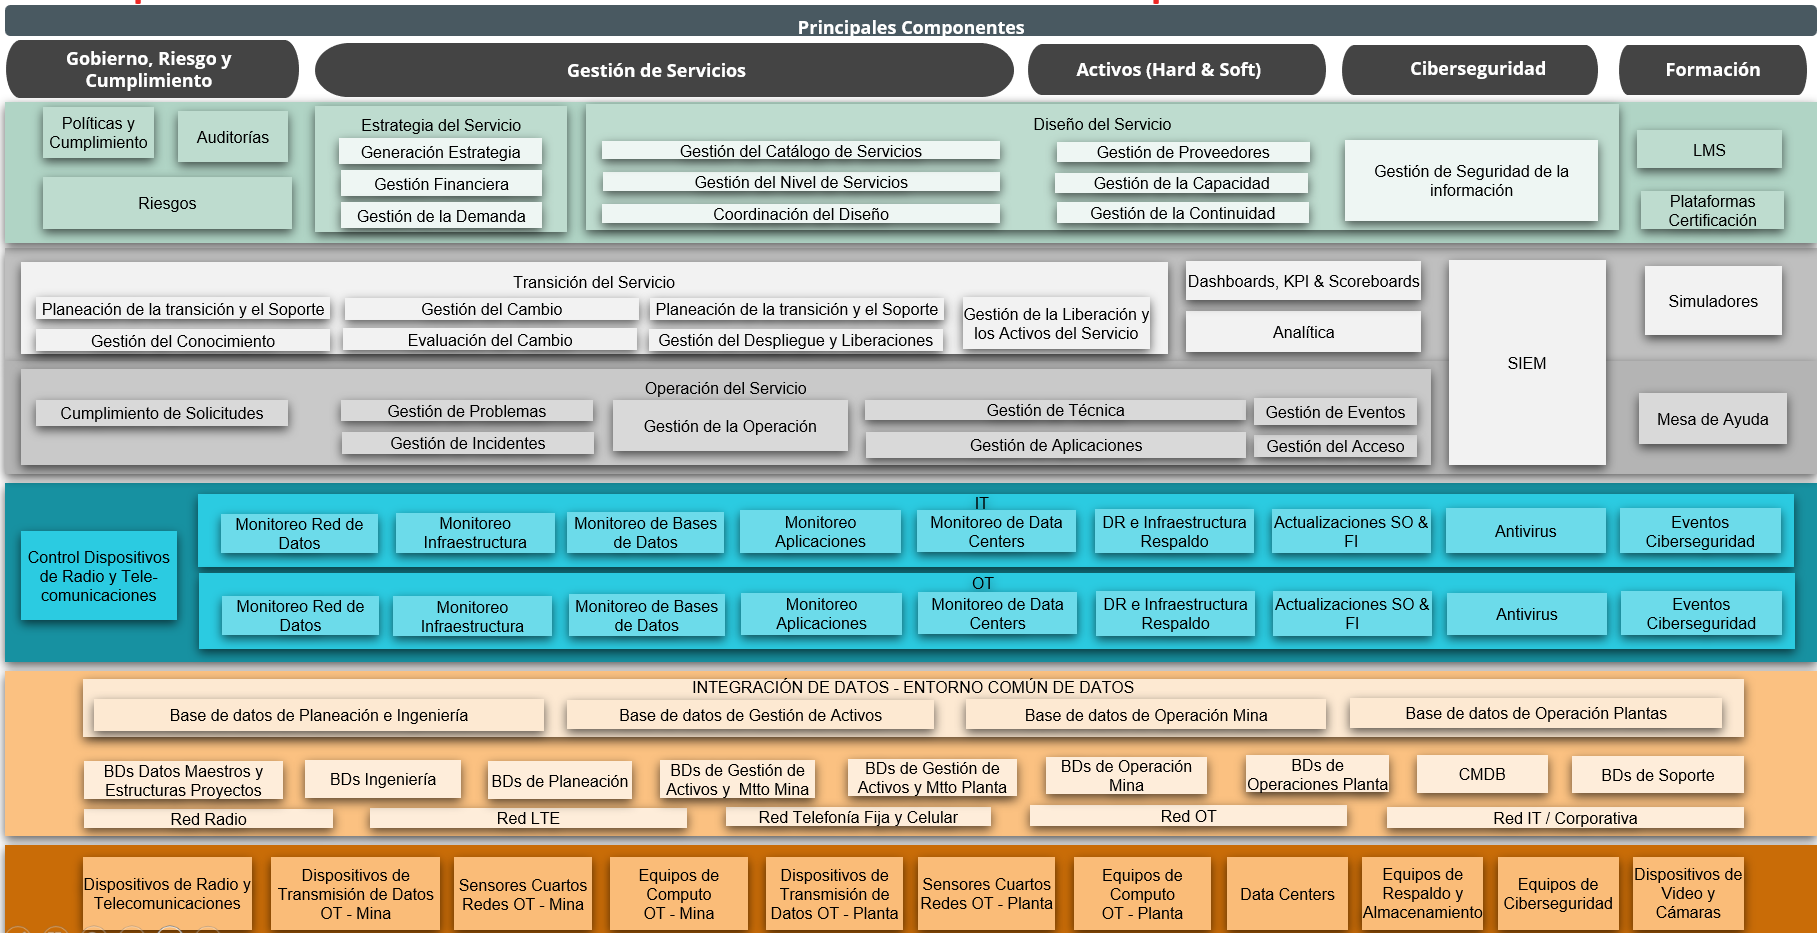 Principales Componentes
Gobierno, Riesgo y
Cumplimiento
Gestión de Servicios
Activos (Hard & Soft)
Ciberseguridad
Formación
Políticas y
Cumplimiento
Auditorías
Riesgos
Estrategia del Servicio
Generación Estrategia
Gestión Financiera
Gestión de la Demanda
Diseño del Servicio
Gestión del Catálogo de Servicios
Gestión del Nivel de Servicios
Coordinación del Diseño
Gestión de Proveedores
Gestión de la Capacidad
Gestión de la Continuidad
Gestión de Seguridad de la
información
LMS
Plataformas
Certificación
Transición del Servicio
Planeación de la transición y el Soporte
Gestión del Conocimiento
Gestión del Cambio
Evaluación del Cambio
Planeación de la transición y el Soporte
Gestión del Despliegue y Liberaciones
Gestión de la Liberación y
los Activos del Servicio
Dashboards, KPI & Scoreboards
Analítica
SIEM
Simuladores
Operación del Servicio
Cumplimiento de Solicitudes
Gestión de Problemas
Gestión de Incidentes
Gestión de la Operación
Gestión de Técnica
Gestión de Aplicaciones
Gestión de Eventos
Gestión del Acceso
Mesa de Ayuda
Control Dispositivos
de Radio y Tele-
comunicaciones
IT
Monitoreo Red de
Datos
Monitoreo
Infraestructura
Monitoreo de Bases
de Datos
Monitoreo
Aplicaciones
Monitoreo de Data
Centers
DR e Infraestructura
Respaldo
Actualizaciones SO &
FI
Antivirus
Eventos
Ciberseguridad
OT
Monitoreo Red de
Datos
Monitoreo
Infraestructura
Monitoreo de Bases
de Datos
Monitoreo
Aplicaciones
Monitoreo de Data
Centers
DR e Infraestructura
Respaldo
Actualizaciones SO &
FI
Antivirus
Eventos
Ciberseguridad
INTEGRACIÓN DE DATOS - ENTORNO COMÚN DE DATOS
Base de datos de Planeación e Ingeniería
Base de datos de Gestión de Activos
Base de datos de Operación Mina
Base de datos de Operación Plantas
BDs Datos Maestros y
Estructuras Proyectos
BDs Ingeniería
BDs de Planeación
BDs de Gestión de
Activos y Mtto Mina
BDs de Gestión de
Activos y Mtto Planta
BDs de Operación
Mina
BDs de
Operaciones Planta
CMDB
BDs de Soporte
Red Radio
Red LTE
Red Telefonía Fija y Celular
Red OT
Red IT / Corporativa
Dispositivos de Radio y
Telecomunicaciones
Dispositivos de
Transmisión de Datos
OT - Mina
Sensores Cuartos
Redes OT - Mina
Equipos de
Computo
OT - Mina
Dispositivos de
Transmisión de
Datos OT - Planta
Sensores Cuartos
Redes OT - Planta
Equipos de
Computo
OT - Planta
Data Centers
Equipos de
Respaldo y
Almacenamiento
Equipos de
Ciberseguridad
Dispositivos de
Video y
Cámaras